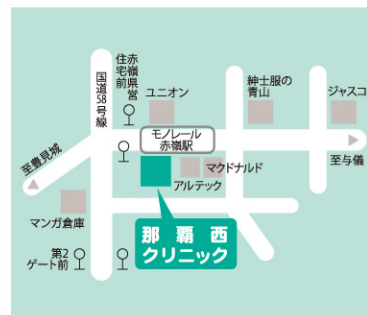 赤嶺県営
住宅前
国道58号線
ユニオン
紳士服の
青山
ジャスコ
モノレール
赤嶺駅
至豊見城
至与儀
マクドナルド
アルテック
マンガ倉庫
那覇西
クリニック
第2
ゲート前